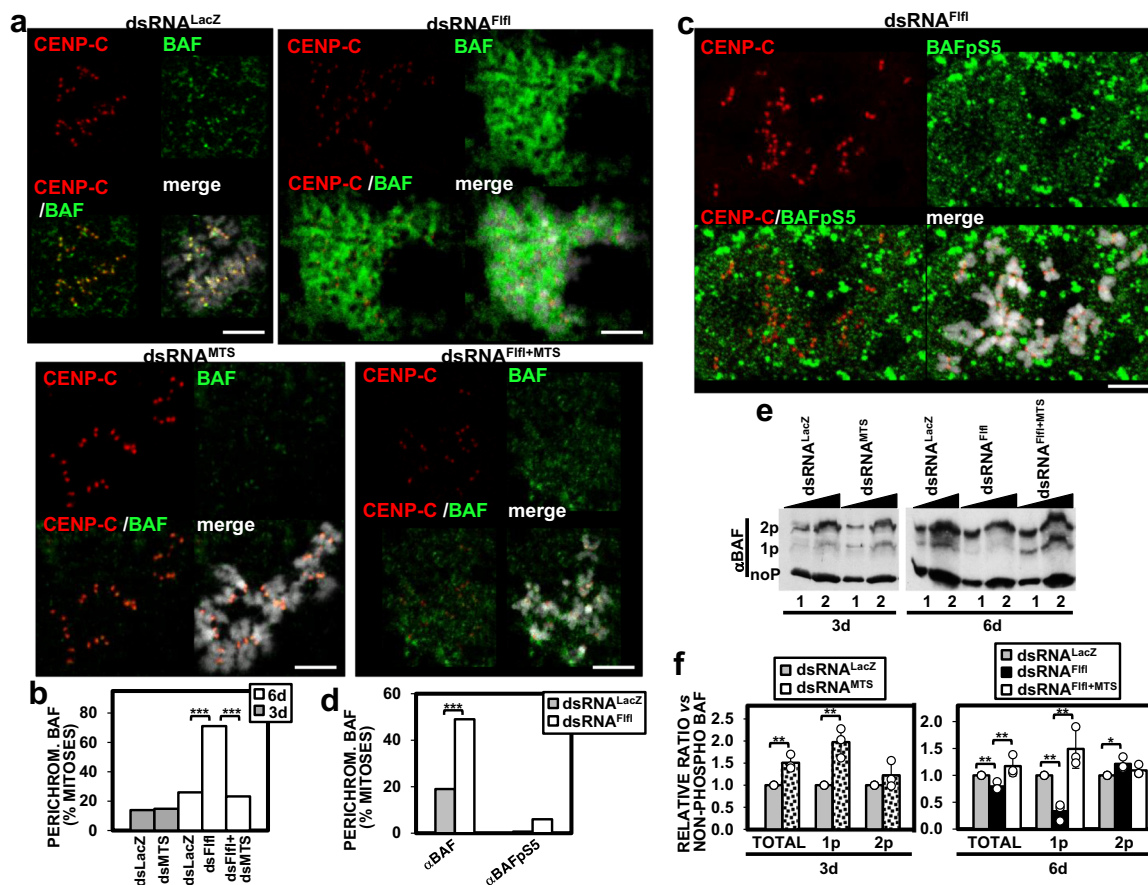 a
dsRNA^LacZ
CENP-C BAF
CENP-C
/BAF
merge
dsRNA^Flfl
CENP-C BAF
CENP-C /BAF merge
dsRNA^MTS
CENP-C BAF
CENP-C /BAF merge
dsRNA^Flfl+MTS
CENP-C BAF
CENP-C /BAF merge
b
PERICHROM. BAF
(% MITOSES)
80
60
40
20
0
6d
3d
*** ***
dsLacZ
dsMTS
dsLacZ
dsFlfl
dsFlfl+
dsMTS
c
dsRNA^Flfl
CENP-C BAFpS5
CENP-C/BAFpS5 merge
d
PERICHROM. BAF
(% MITOSES)
60
40
20
0
dsRNA^LacZ
dsRNA^Flfl
***
αBAF
αBAFpS5
e
dsRNA^LacZ
dsRNA^MTS
dsRNA^LacZ
dsRNA^Flfl
dsRNA^Flfl+MTS
αBAF
2p
1p
noP
1 2 1 2 1 2 1 2 1 2
3d 6d
f
RELATIVE RATIO vs
NON-PHOSPHO BAF
dsRNA^LacZ
dsRNA^MTS
2.5
2.0
1.5
1.0
0.5
0
** **
TOTAL 1p 2p
3d
dsRNA^LacZ
dsRNA^Flfl
dsRNA^Flfl+MTS
2.0
1.5
1.0
0.5
0.0
** ** ** ** *
TOTAL 1p 2p
6d